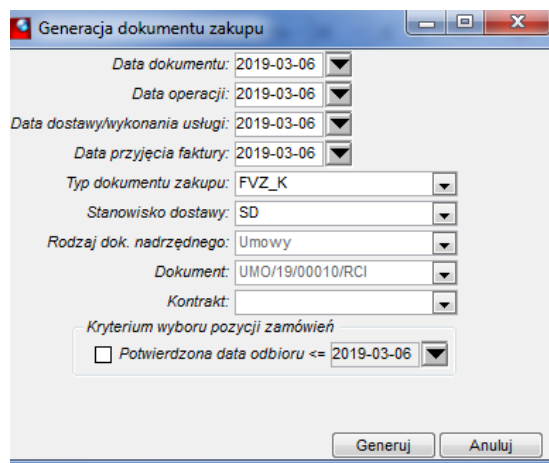 Generacja dokumentu zakupu
Data dokumentu: 2019-03-06
Data operacji: 2019-03-06
Data dostawy/wykonania usługi: 2019-03-06
Data przyjęcia faktury: 2019-03-06
Typ dokumentu zakupu: FVZ_K
Stanowisko dostawy: SD
Rodzaj dok. nadrzędnego: Umowy
Dokument: UMO/19/00010/RCI
Kontrakt:
Kryterium wyboru pozycji zamówień
Potwierdzona data odbioru <= 2019-03-06
Generuj Anuluj